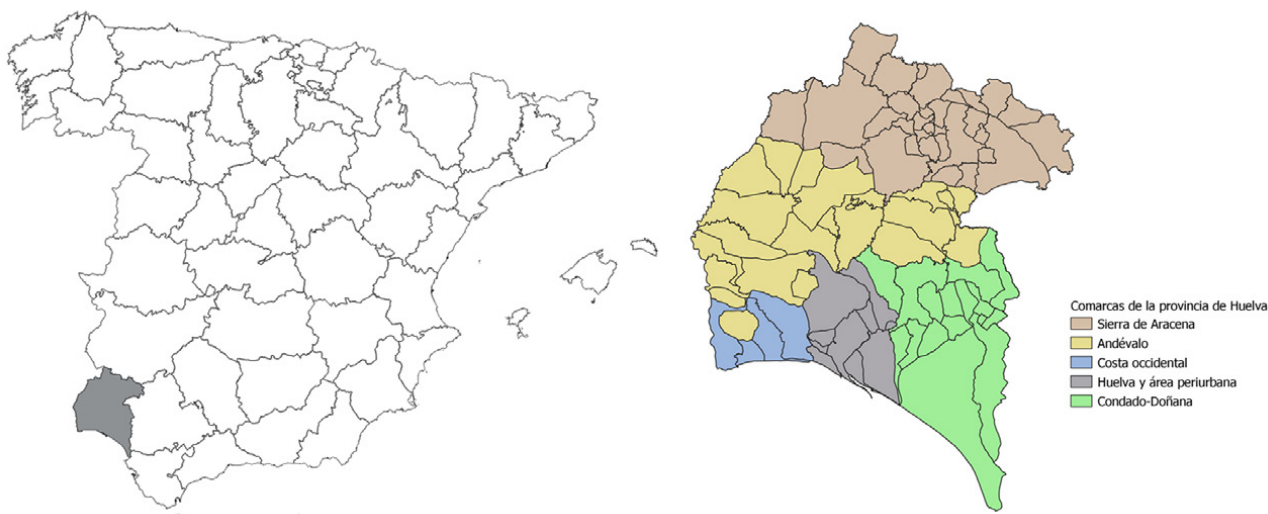 Comarcas de la provincia de Huelva
Sierra de Aracena
Andévalo
Costa occidental
Huelva y área periurbana
Condado-Doñana